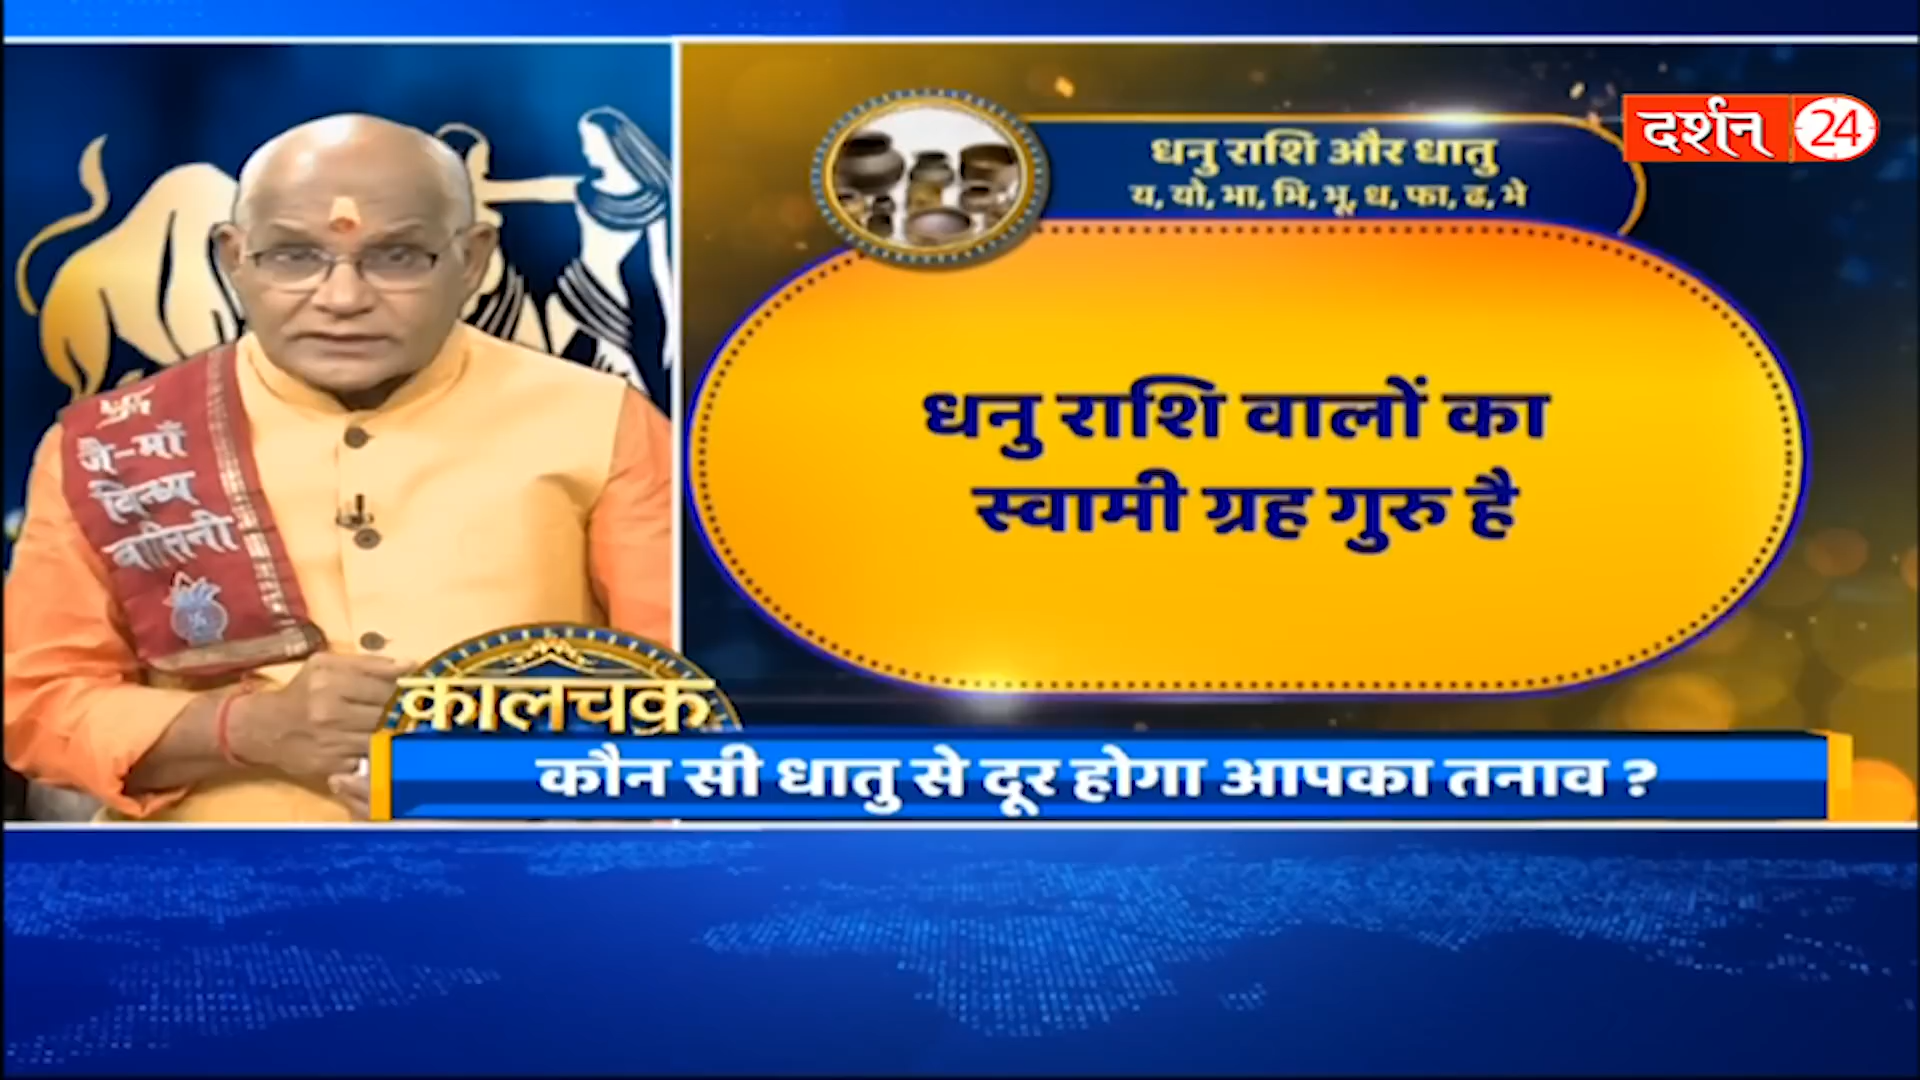 दर्शन 24
धनु राशि और धातु
य, यो, भा, भि, भू, ध, फा, ढ, भे
धनु राशि वालों का
स्वामी ग्रह गुरु है
जै-माँ
विन्ध्य
वासिनी
कालचक्र
कौन सी धातु से दूर होगा आपका तनाव ?